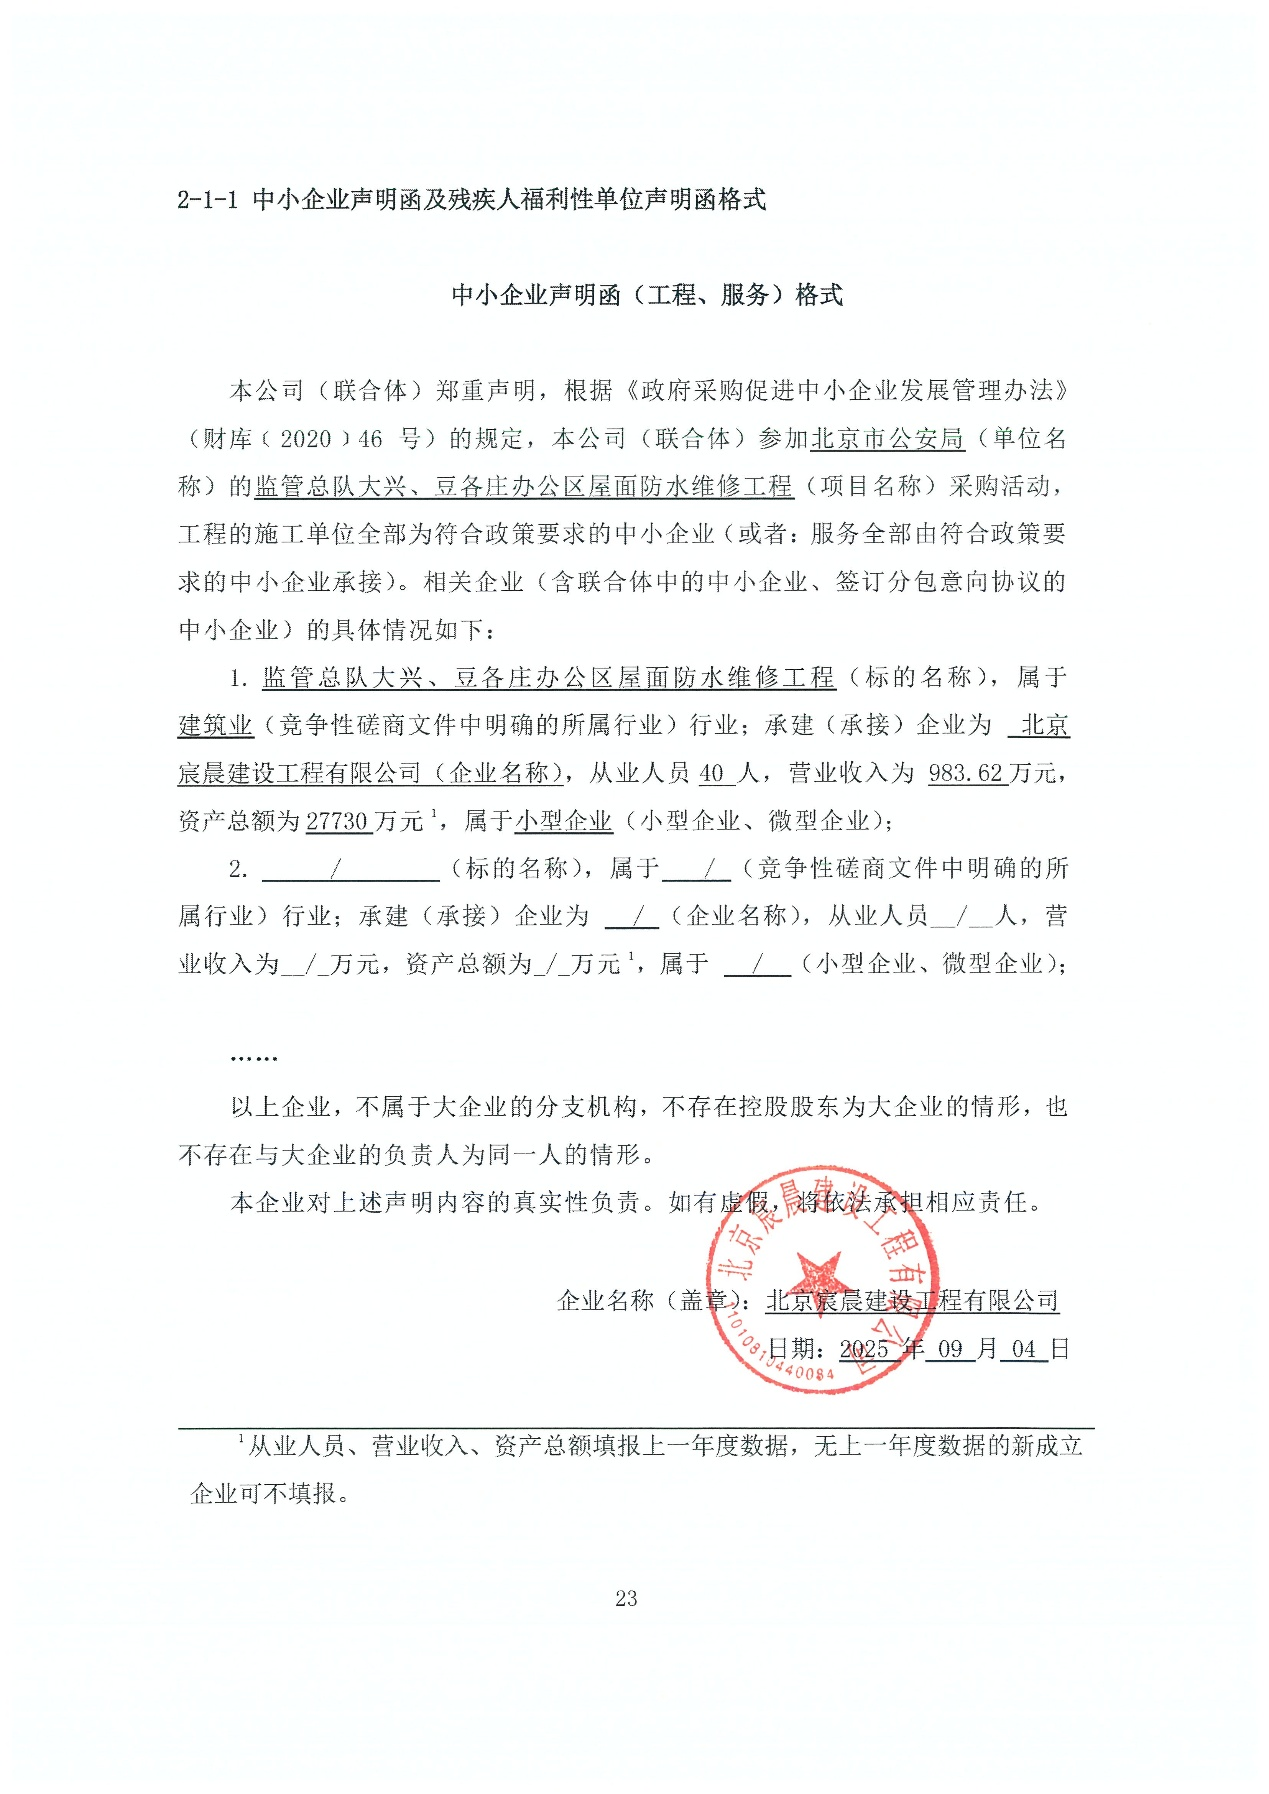 2-1-1 中小企业声明函及残疾人福利性单位声明函格式
中小企业声明函（工程、服务）格式
本公司（联合体）郑重声明，根据《政府采购促进中小企业发展管理办法》
（财库﹝2020﹞46 号）的规定，本公司（联合体）参加北京市公安局（单位名
称）的监管总队大兴、豆各庄办公区屋面防水维修工程（项目名称）采购活动，
工程的施工单位全部为符合政策要求的中小企业（或者：服务全部由符合政策要
求的中小企业承接）。相关企业（含联合体中的中小企业、签订分包意向协议的
中小企业）的具体情况如下：
1. 监管总队大兴、豆各庄办公区屋面防水维修工程（标的名称），属于
建筑业（竞争性磋商文件中明确的所属行业）行业；承建（承接）企业为 北京
宸晨建设工程有限公司（企业名称），从业人员 40 人，营业收入为 983.62 万元，
资产总额为 27730 万元¹，属于小型企业（小型企业、微型企业）；
2. / （标的名称），属于 / （竞争性磋商文件中明确的所
属行业）行业；承建（承接）企业为 / （企业名称），从业人员__/__人，营
业收入为__/_万元，资产总额为_/_万元¹，属于 / （小型企业、微型企业）；
……
以上企业，不属于大企业的分支机构，不存在控股股东为大企业的情形，也
不存在与大企业的负责人为同一人的情形。
本企业对上述声明内容的真实性负责。如有虚假，将依法承担相应责任。
企业名称（盖章）：北京宸晨建设工程有限公司
日期：2025 年 09 月 04 日
北京宸晨建设工程有限公司
¹从业人员、营业收入、资产总额填报上一年度数据，无上一年度数据的新成立
企业可不填报。
23